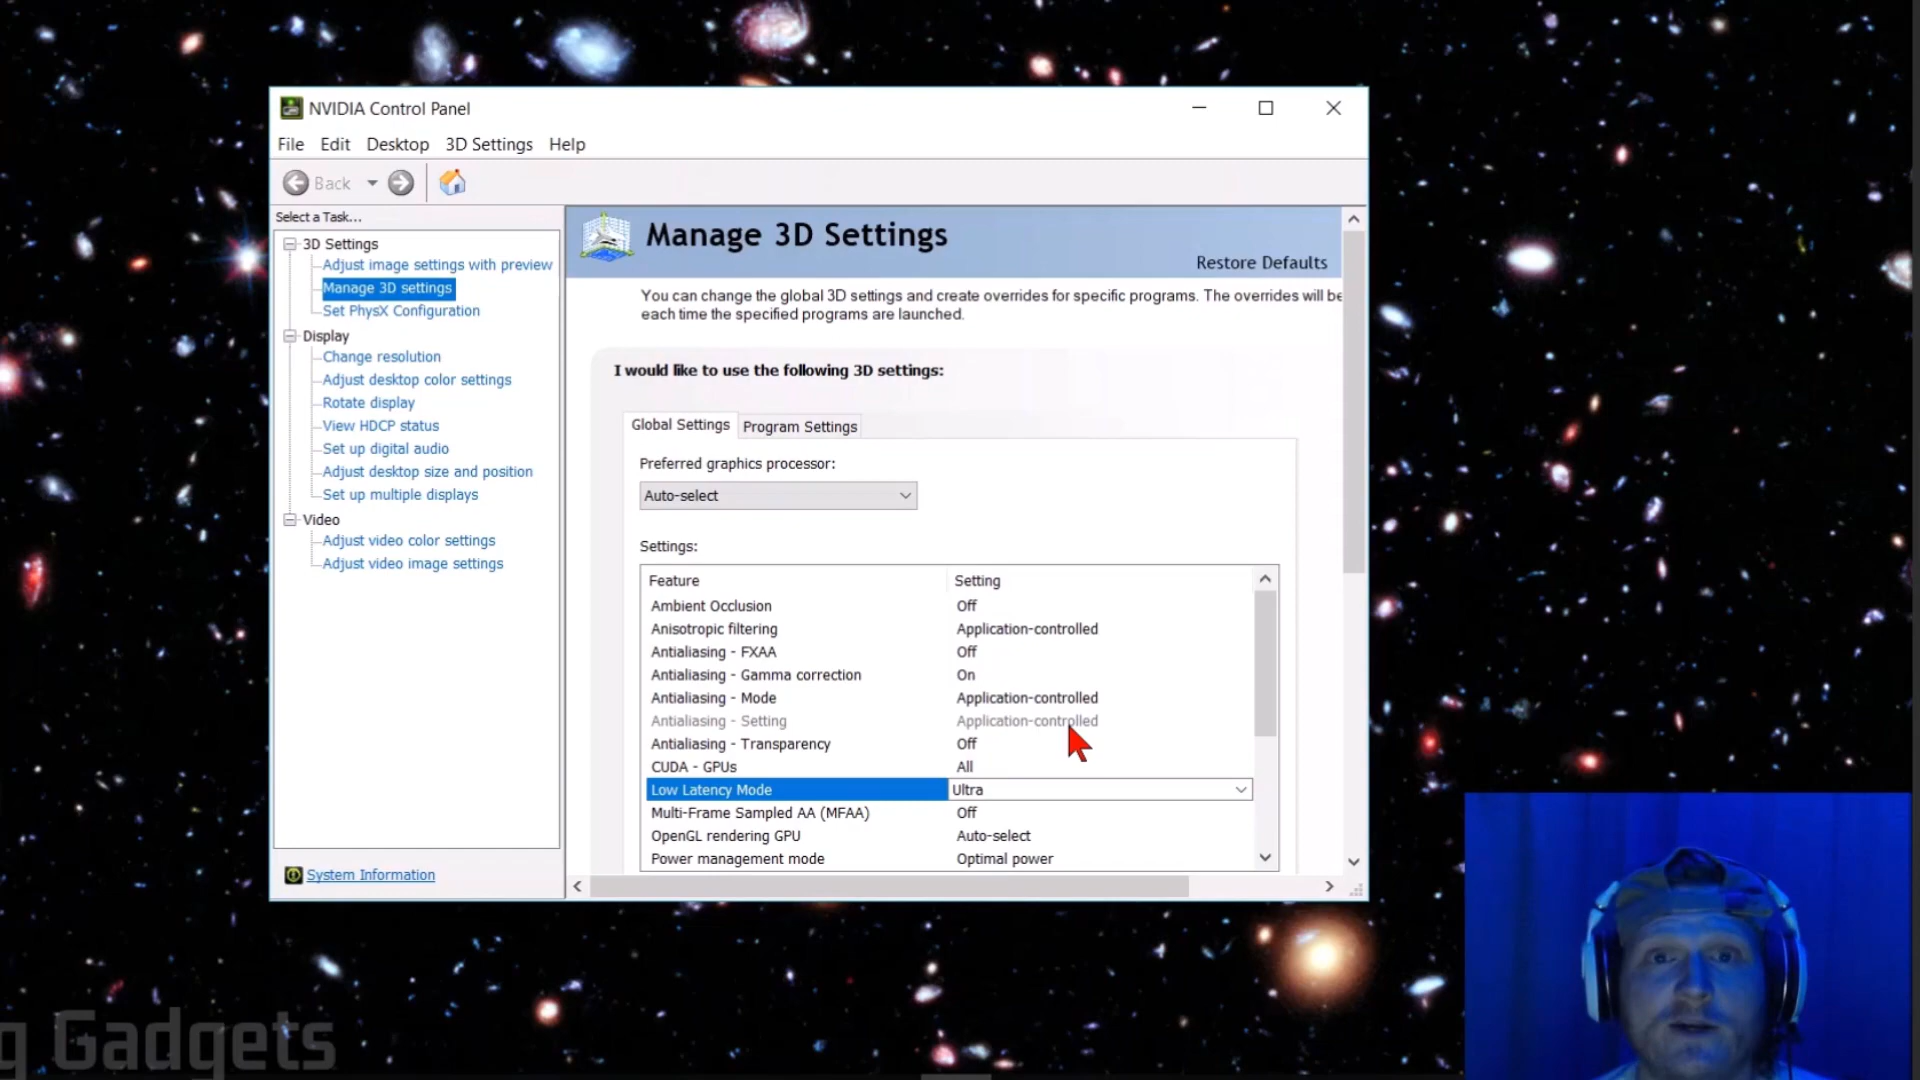 NVIDIA Control Panel
File Edit Desktop 3D Settings Help
Back
Select a Task...
3D Settings
Adjust image settings with preview
Manage 3D settings
Set PhysX Configuration
Display
Change resolution
Adjust desktop color settings
Rotate display
View HDCP status
Set up digital audio
Adjust desktop size and position
Set up multiple displays
Video
Adjust video color settings
Adjust video image settings
System Information
Manage 3D Settings
Restore Defaults
You can change the global 3D settings and create overrides for specific programs. The overrides will be
each time the specified programs are launched.
I would like to use the following 3D settings:
Global Settings Program Settings
Preferred graphics processor:
Auto-select
Settings:
Feature Setting
Ambient Occlusion Off
Anisotropic filtering Application-controlled
Antialiasing - FXAA Off
Antialiasing - Gamma correction On
Antialiasing - Mode Application-controlled
Antialiasing - Setting Application-controlled
Antialiasing - Transparency Off
CUDA - GPUs All
Low Latency Mode Ultra
Multi-Frame Sampled AA (MFAA) Off
OpenGL rendering GPU Auto-select
Power management mode Optimal power
g Gadgets